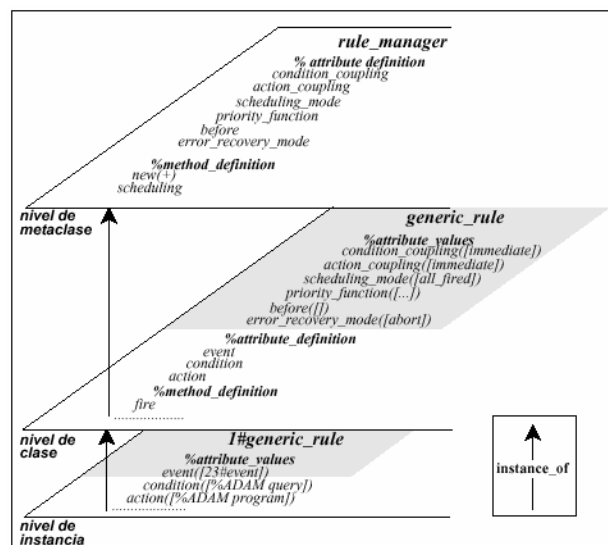 rule_manager
% attribute definition
condition_coupling
action_coupling
scheduling_mode
priority_function
before
error_recovery_mode
%method_definition
new(+)
scheduling
nivel de
metaclase
generic_rule
%attribute_values
condition_coupling([immediate])
action_coupling([immediate])
scheduling_mode([all_fired])
priority_function([...])
before([])
error_recovery_mode([abort])
%attribute_definition
event
condition
action
%method_definition
fire
..................
nivel de
clase
1#generic_rule
%attribute_values
event([23#event])
condition([%ADAM query])
action([%ADAM program])
..................
nivel de
instancia
instance_of